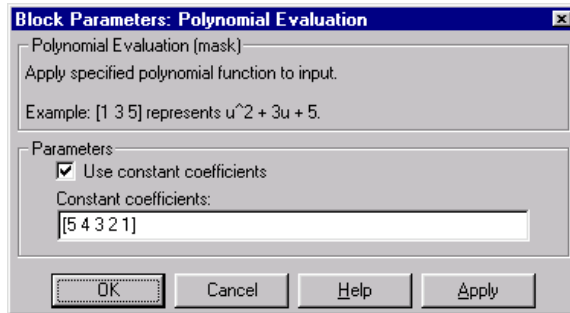 Block Parameters: Polynomial Evaluation
Polynomial Evaluation (mask)
Apply specified polynomial function to input.
Example: [1 3 5] represents u^2 + 3u + 5.
Parameters
Use constant coefficients
Constant coefficients:
[5 4 3 2 1]
OK Cancel Help Apply